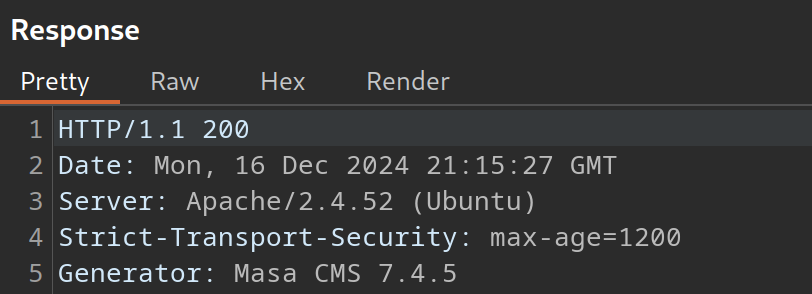 Response
Pretty Raw Hex Render
1 HTTP/1.1 200
2 Date: Mon, 16 Dec 2024 21:15:27 GMT
3 Server: Apache/2.4.52 (Ubuntu)
4 Strict-Transport-Security: max-age=1200
5 Generator: Masa CMS 7.4.5